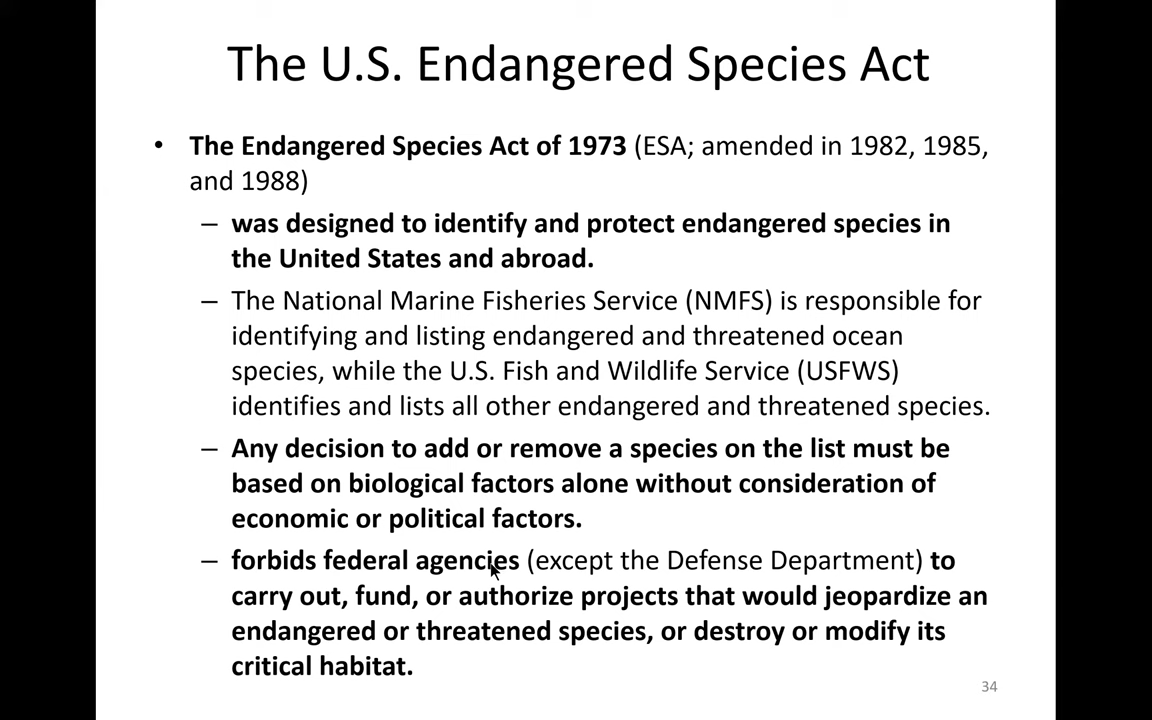 The U.S. Endangered Species Act
• The Endangered Species Act of 1973 (ESA; amended in 1982, 1985,
and 1988)
– was designed to identify and protect endangered species in
the United States and abroad.
– The National Marine Fisheries Service (NMFS) is responsible for
identifying and listing endangered and threatened ocean
species, while the U.S. Fish and Wildlife Service (USFWS)
identifies and lists all other endangered and threatened species.
– Any decision to add or remove a species on the list must be
based on biological factors alone without consideration of
economic or political factors.
– forbids federal agencies (except the Defense Department) to
carry out, fund, or authorize projects that would jeopardize an
endangered or threatened species, or destroy or modify its
critical habitat.
34